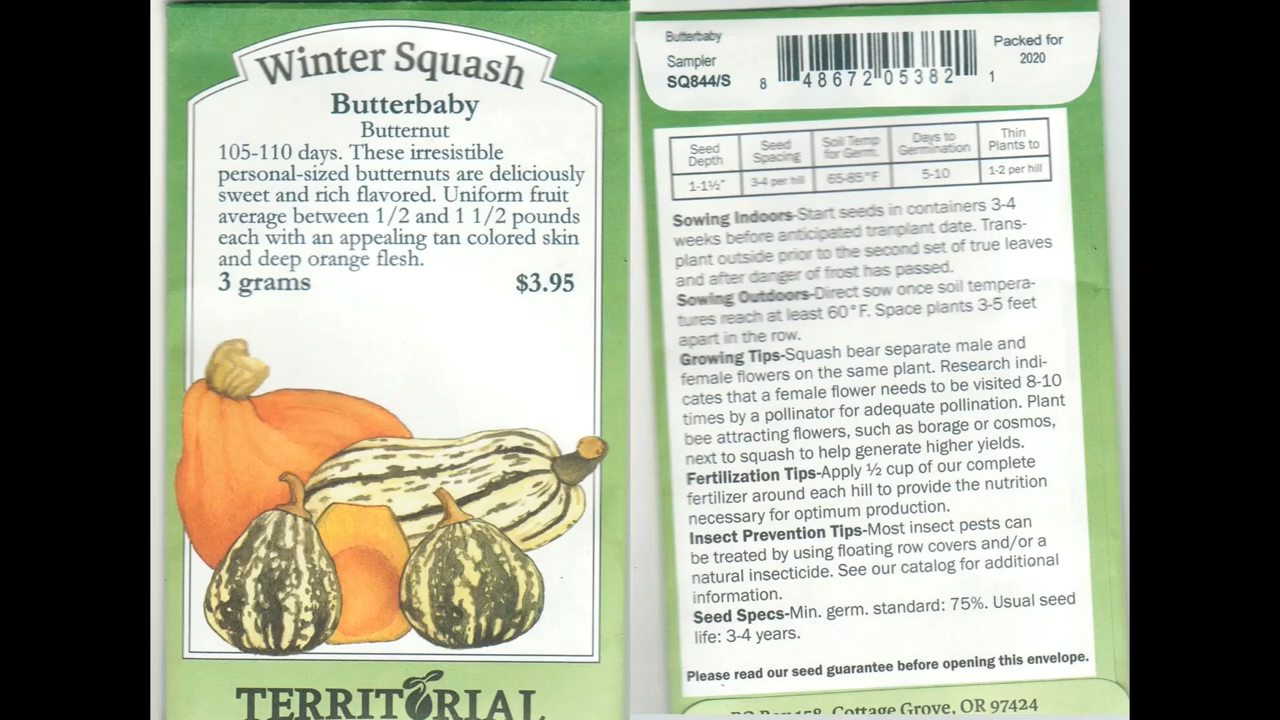 Winter Squash
Butterbaby
Butternut
105-110 days. These irresistible
personal-sized butternuts are deliciously
sweet and rich flavored. Uniform fruit
average between 1/2 and 1 1/2 pounds
each with an appealing tan colored skin
and deep orange flesh.
3 grams $3.95
TERRITORIAL
Butterbaby
Sampler
SQ844/S
8 48672 05382 1
Packed for
2020
Seed Depth Seed Spacing Soil Temp for Germ. Days to Germination Thin Plants to
1-1½" 3-4 per hill 65-85°F 5-10 1-2 per hill
Sowing Indoors-Start seeds in containers 3-4
weeks before anticipated tranplant date. Trans-
plant outside prior to the second set of true leaves
and after danger of frost has passed.
Sowing Outdoors-Direct sow once soil tempera-
tures reach at least 60°F. Space plants 3-5 feet
apart in the row.
Growing Tips-Squash bear separate male and
female flowers on the same plant. Research indi-
cates that a female flower needs to be visited 8-10
times by a pollinator for adequate pollination. Plant
bee attracting flowers, such as borage or cosmos,
next to squash to help generate higher yields.
Fertilization Tips-Apply ½ cup of our complete
fertilizer around each hill to provide the nutrition
necessary for optimum production.
Insect Prevention Tips-Most insect pests can
be treated by using floating row covers and/or a
natural insecticide. See our catalog for additional
information.
Seed Specs-Min. germ. standard: 75%. Usual seed
life: 3-4 years.
Please read our seed guarantee before opening this envelope.
Cottage Grove, OR 97424